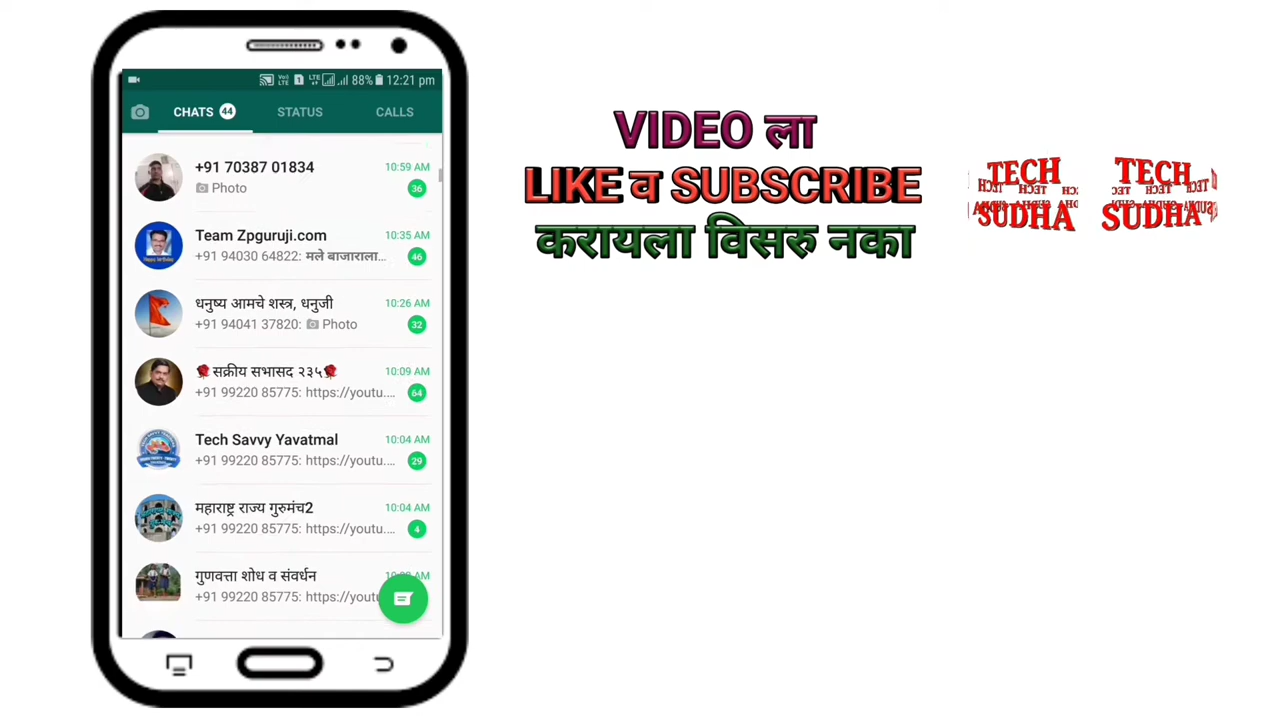 VoLTE 1 LTE 88% 12:21 pm
CHATS 44 STATUS CALLS
+91 70387 01834 10:59 AM
Photo 36
Team Zpguruji.com 10:35 AM
+91 94030 64822: मले बाजाराला... 46
धनुष्य आमचे शस्त्र, धनुजी 10:26 AM
+91 94041 37820: Photo 32
🌹सक्रीय सभासद २३५🌹 10:09 AM
+91 99220 85775: https://youtu.... 64
Tech Savvy Yavatmal 10:04 AM
+91 99220 85775: https://youtu.... 29
महाराष्ट्र राज्य गुरुमंच2 10:04 AM
+91 99220 85775: https://youtu.... 4
गुणवत्ता शोध व संवर्धन
+91 99220 85775: https://youtu
VIDEO ला
LIKE व SUBSCRIBE
करायला विसरु नका
TECH TECH
SUDHA SUDHA